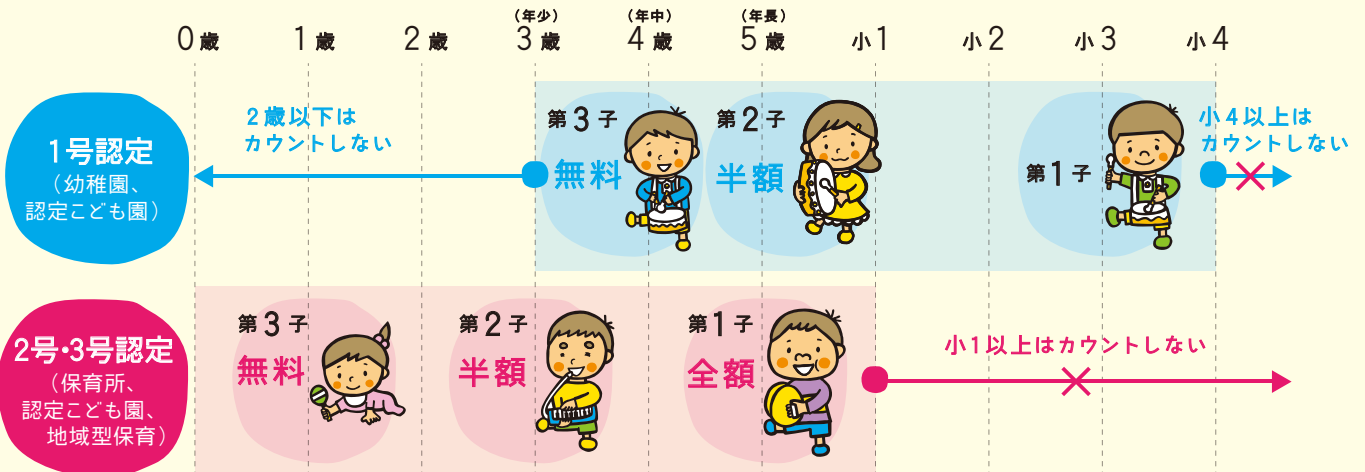 （年少）
（年中）
（年長）
0歳
1歳
2歳
3歳
4歳
5歳
小1
小2
小3
小4
1号認定
（幼稚園、
認定こども園）
2歳以下は
カウントしない
第3子
無料
第2子
半額
第1子
小4以上は
カウントしない
2号・3号認定
（保育所、
認定こども園、
地域型保育）
第3子
無料
第2子
半額
第1子
全額
小1以上はカウントしない